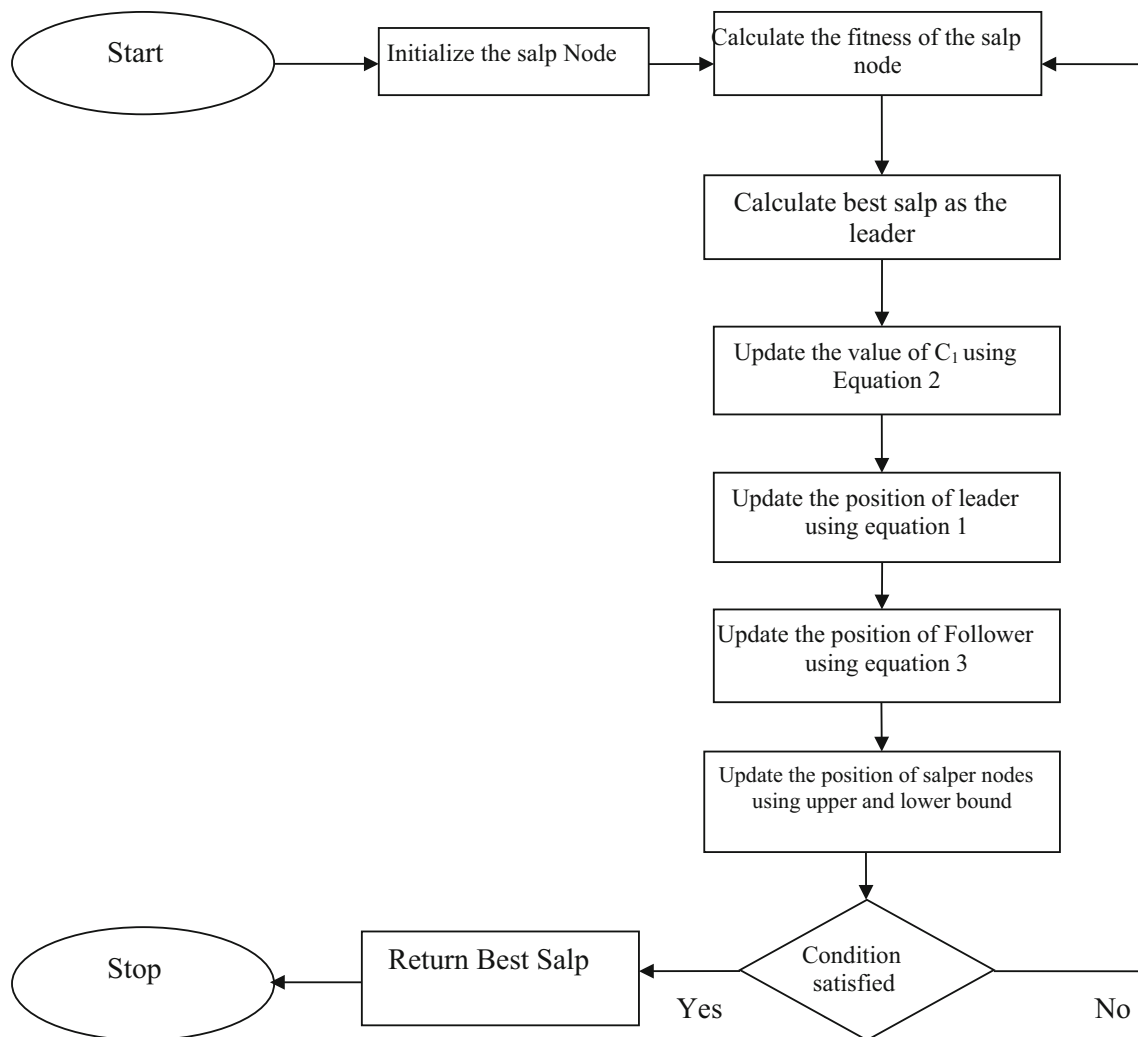 Start
Initialize the salp Node
Calculate the fitness of the salp
node
Calculate best salp as the
leader
Update the value of C₁ using
Equation 2
Update the position of leader
using equation 1
Update the position of Follower
using equation 3
Update the position of salper nodes
using upper and lower bound
Condition
satisfied
Yes
No
Return Best Salp
Stop